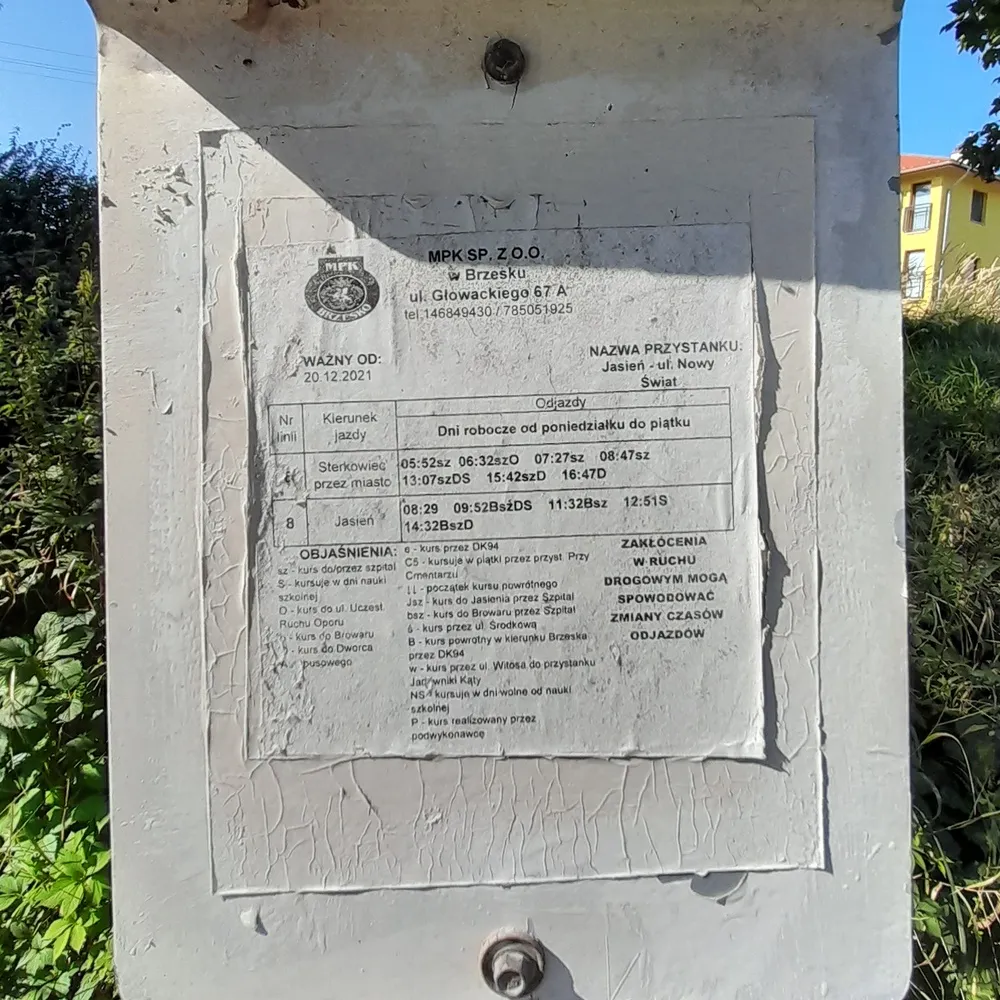 MPK
BRZESKO
MPK SP. Z O.O.
w Brzesku
ul. Głowackiego 67 A
tel.146849430 / 785051925
WAŻNY OD:
20.12.2021
NAZWA PRZYSTANKU:
Jasień - ul. Nowy
Świat
Nr
linii
Kierunek
jazdy
Odjazdy
Dni robocze od poniedziałku do piątku
Sterkowiec
przez miasto
05:52sz 06:32szO 07:27sz 08:47sz
13:07szDS 15:42szD 16:47D
8
Jasień
08:29 09:52BsźDS 11:32Bsz 12:51S
14:32BszD
OBJAŚNIENIA:
sz - kurs do/przez szpital
S - kursuje w dni nauki
szkolnej
O - kurs do ul. Uczest.
Ruchu Oporu
- kurs do Browaru
- kurs do Dworca
busowego
e - kurs przez DK94
C5 - kursuje w piątki przez przyst. Przy
Cmentarzu
- początek kursu powrótnego
Jsz - kurs do Jasienia przez Szpital
bsz - kurs do Browaru przez Szpital
ś - kurs przez ul. Środkową
B - kurs powrotny w kierunku Brzeska
przez DK94
w - kurs przez ul. Witosa do przystanku
Jadowniki Kąty
NS - kursuje w dni wolne od nauki
szkolnej
P - kurs realizowany przez
podwykonawcę
ZAKŁÓCENIA
W RUCHU
DROGOWYM MOGĄ
SPOWODOWAĆ
ZMIANY CZASÓW
ODJAZDÓW